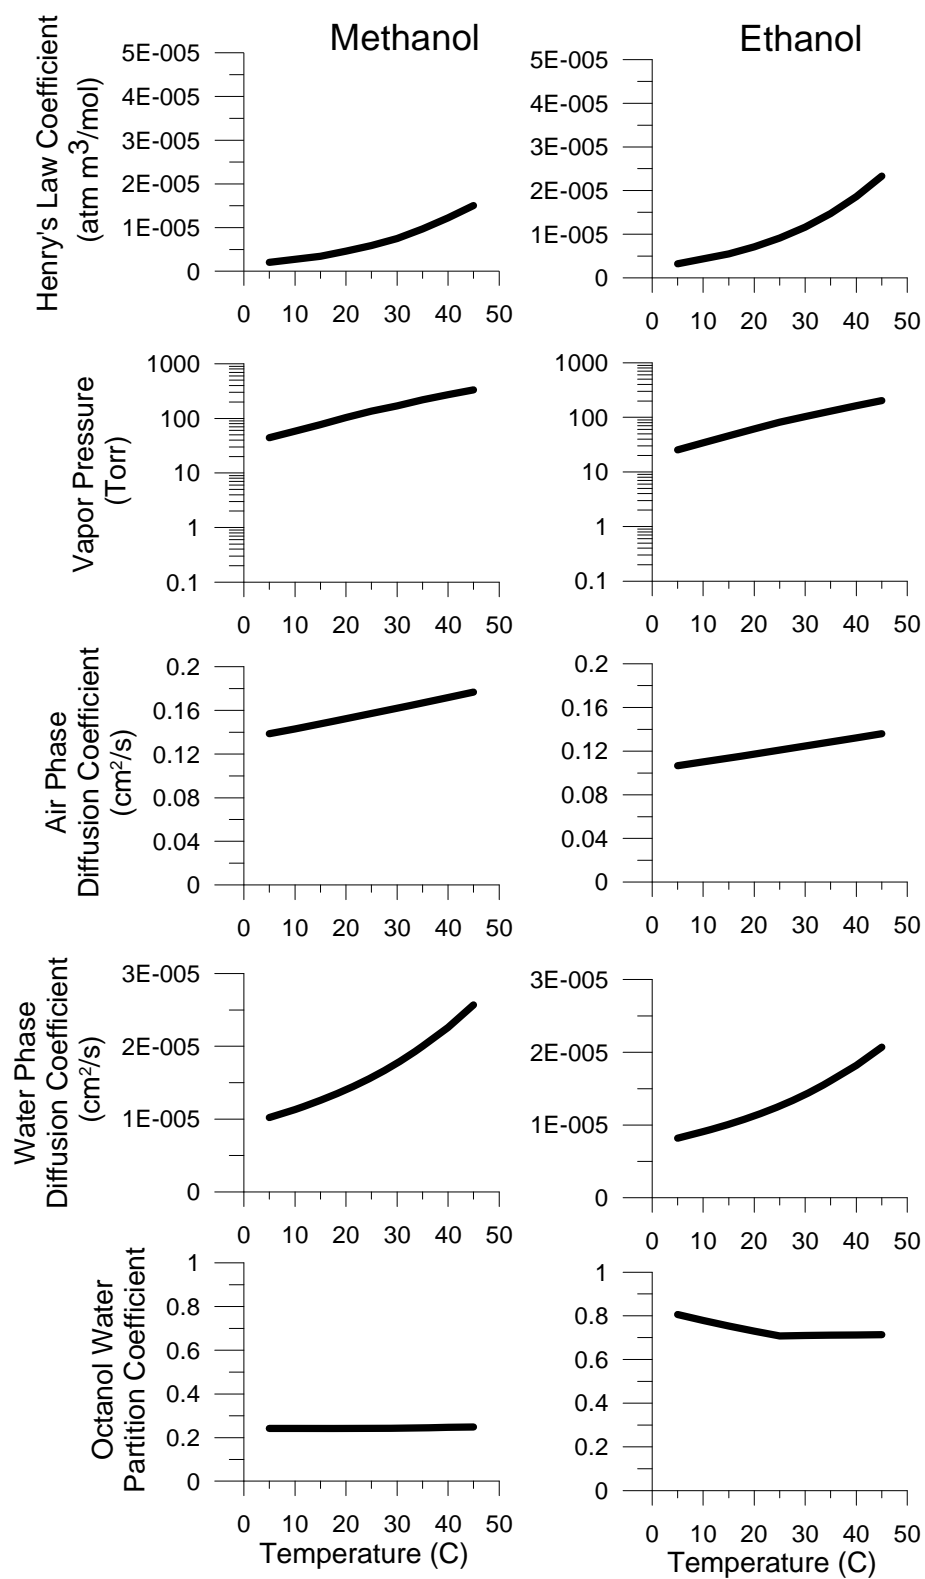 Methanol
Ethanol
Henry's Law Coefficient
(atm m3/mol)
5E-005
4E-005
3E-005
2E-005
1E-005
0
0 10 20 30 40 50
5E-005
4E-005
3E-005
2E-005
1E-005
0
0 10 20 30 40 50
Vapor Pressure
(Torr)
1000
100
10
1
0.1
0 10 20 30 40 50
1000
100
10
1
0.1
0 10 20 30 40 50
Air Phase
Diffusion Coefficient
(cm²/s)
0.2
0.16
0.12
0.08
0.04
0
0 10 20 30 40 50
0.2
0.16
0.12
0.08
0.04
0
0 10 20 30 40 50
Water Phase
Diffusion Coefficient
(cm²/s)
3E-005
2E-005
1E-005
0
0 10 20 30 40 50
3E-005
2E-005
1E-005
0
0 10 20 30 40 50
Octanol Water
Partition Coefficient
1
0.8
0.6
0.4
0.2
0
0 10 20 30 40 50
Temperature (C)
1
0.8
0.6
0.4
0.2
0
0 10 20 30 40 50
Temperature (C)